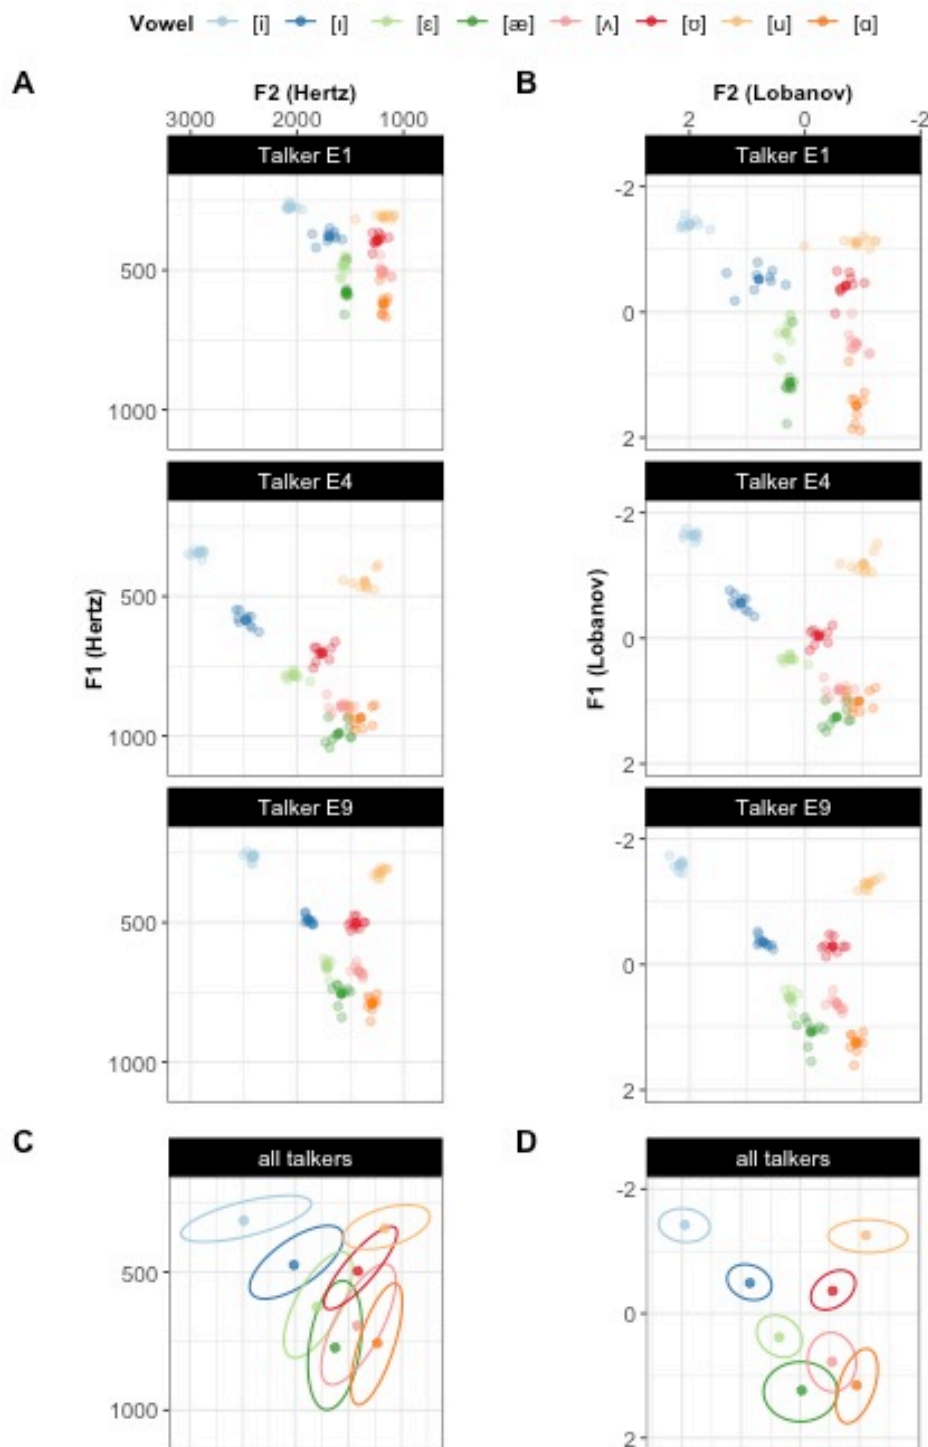 Vowel [i] [ɪ] [ɛ] [æ] [ʌ] [ʊ] [u] [ɑ]
A
F2 (Hertz)
3000 2000 1000
Talker E1
500
1000
Talker E4
500
1000
Talker E9
500
1000
F1 (Hertz)
B
F2 (Lobanov)
2 0 -2
Talker E1
-2
0
2
Talker E4
-2
0
2
Talker E9
-2
0
2
F1 (Lobanov)
C
all talkers
500
1000
D
all talkers
-2
0
2